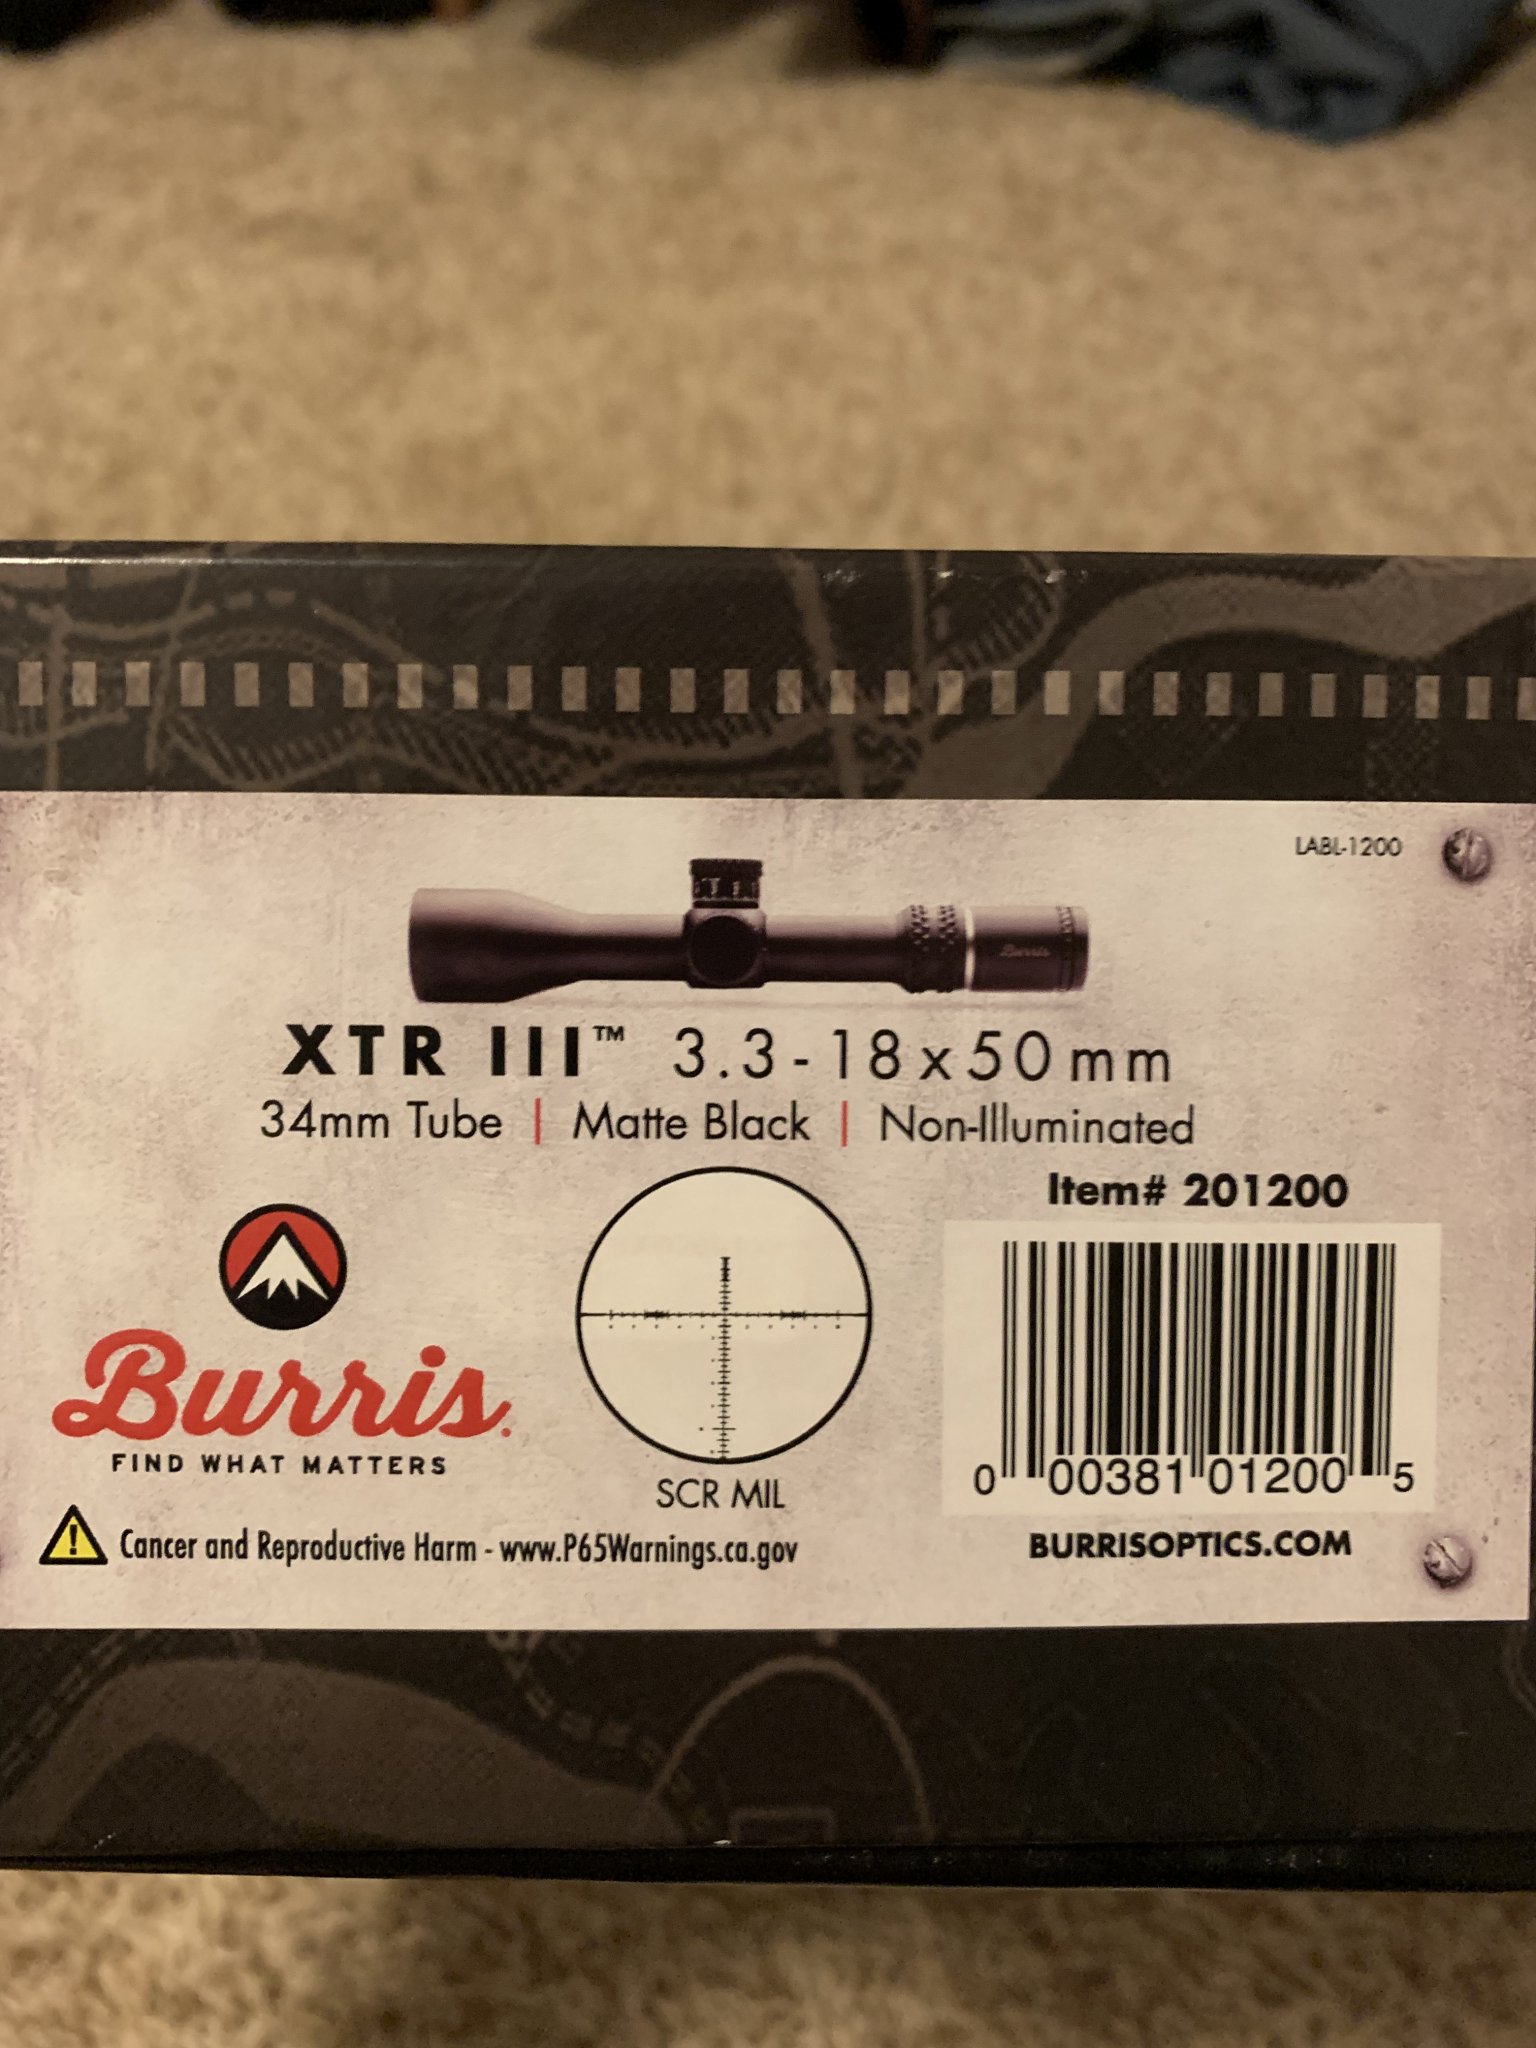 LABL-1200
Burris
XTR III™ 3.3-18x50mm
34mm Tube | Matte Black | Non-Illuminated
Item# 201200
Burris.
FIND WHAT MATTERS
SCR MIL
0 00381 01200 5
Cancer and Reproductive Harm - www.P65Warnings.ca.gov
BURRISOPTICS.COM